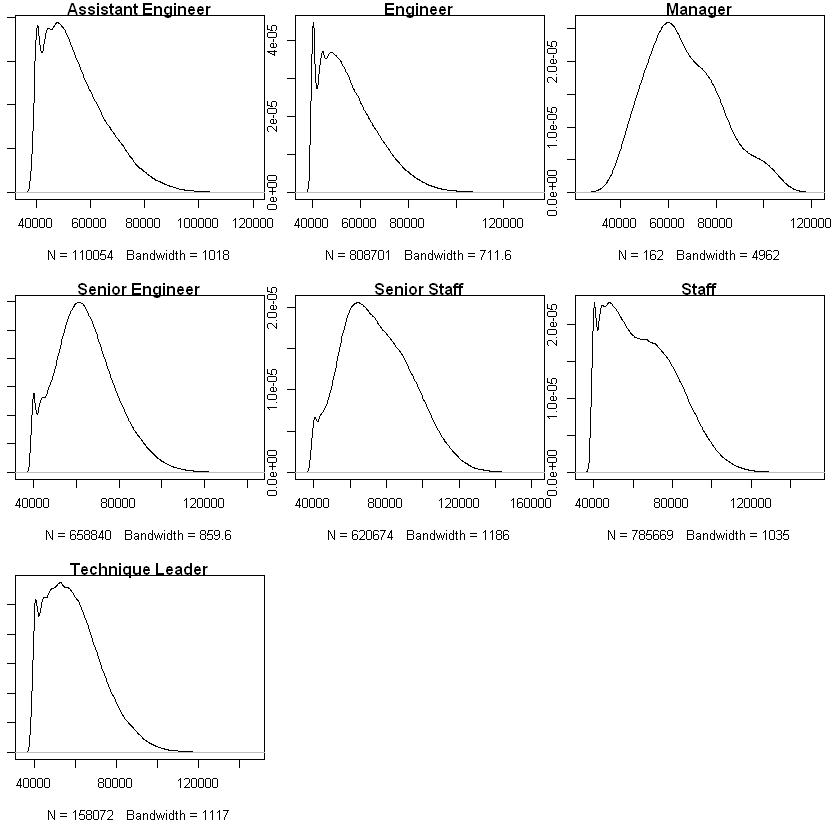 Assistant Engineer
40000 60000 80000 100000 120000
N = 110054 Bandwidth = 1018
Engineer
0e+00 2e-05 4e-05
40000 60000 80000 120000
N = 808701 Bandwidth = 711.6
Manager
0.0e+00 1.0e-05 2.0e-05
40000 60000 80000 120000
N = 162 Bandwidth = 4962
Senior Engineer
40000 80000 120000
N = 658840 Bandwidth = 859.6
Senior Staff
0.0e+00 1.0e-05 2.0e-05
40000 80000 120000 160000
N = 620674 Bandwidth = 1186
Staff
0.0e+00 1.0e-05 2.0e-05
40000 80000 120000
N = 785669 Bandwidth = 1035
Technique Leader
40000 80000 120000
N = 158072 Bandwidth = 1117